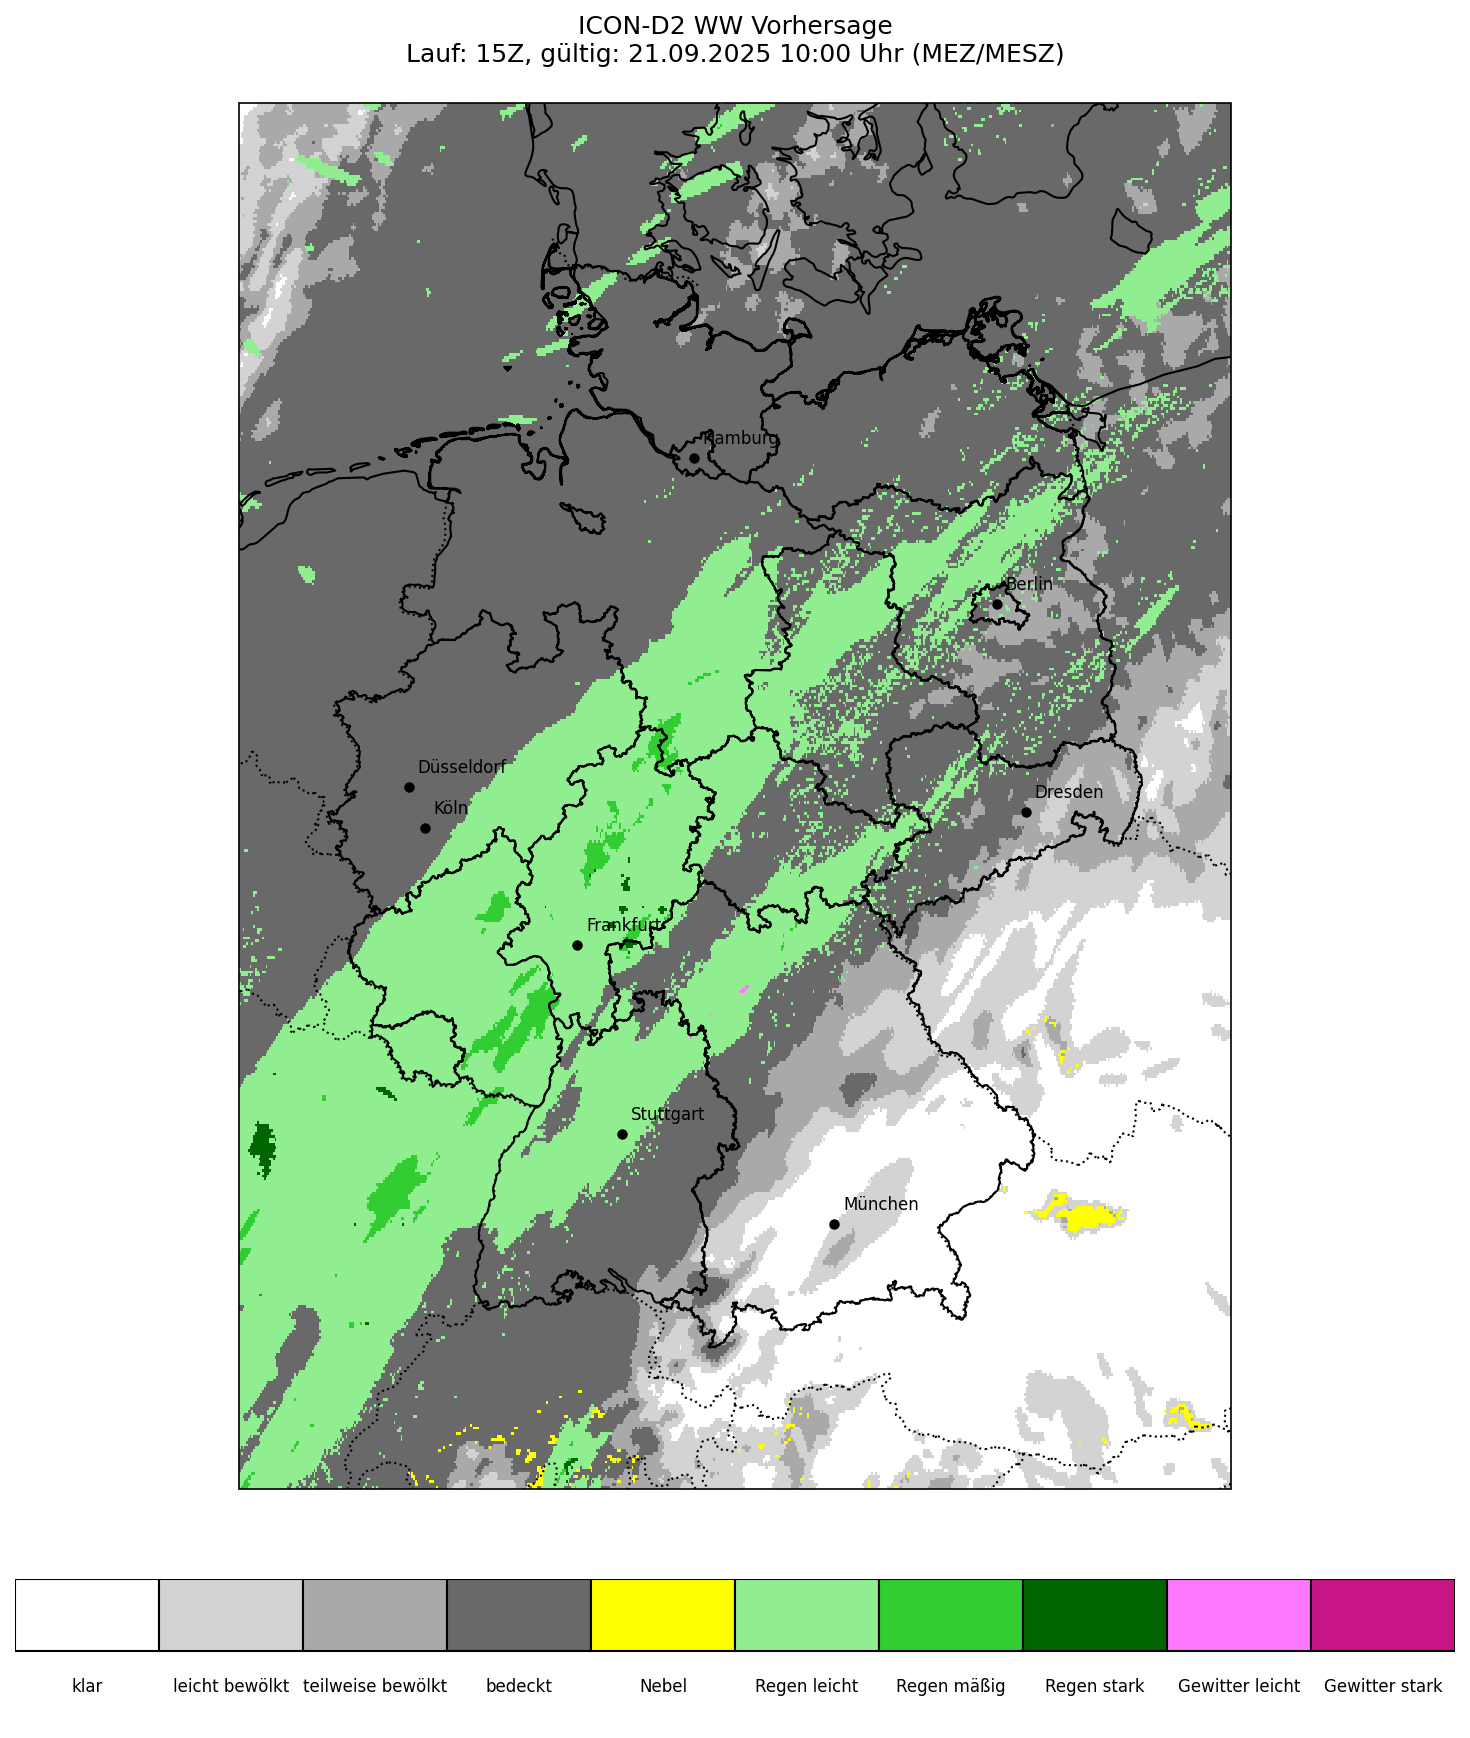 ICON-D2 WW Vorhersage
Lauf: 15Z, gültig: 21.09.2025 10:00 Uhr (MEZ/MESZ)
Hamburg
Berlin
Düsseldorf
Dresden
Köln
Frankfurt
Stuttgart
München
klar
leicht bewölkt
teilweise bewölkt
bedeckt
Nebel
Regen leicht
Regen mäßig
Regen stark
Gewitter leicht
Gewitter stark